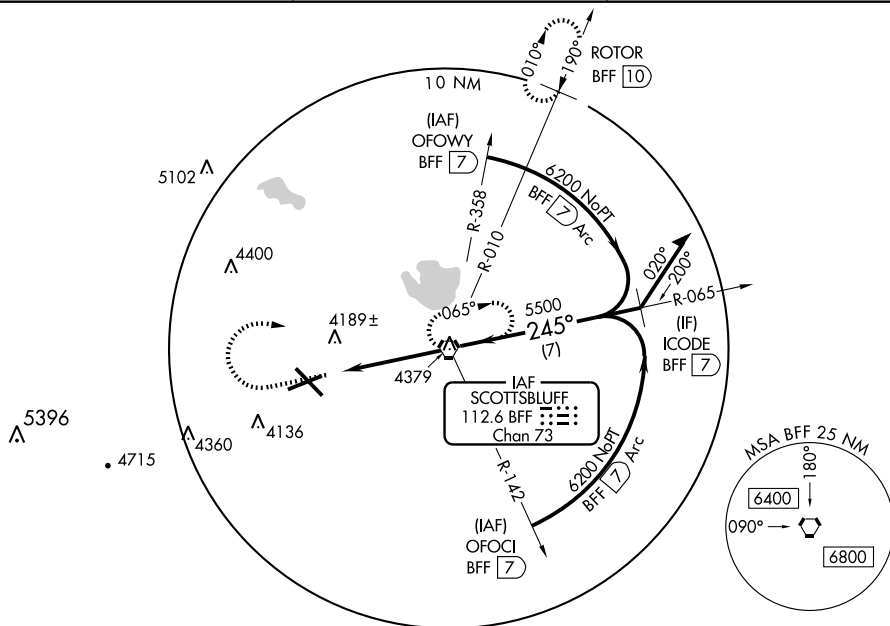 010°
190°
ROTOR
BFF 10
10 NM
(IAF)
OFOWY
BFF 7
5102
6200 NoPT
BFF 7 Arc
R-358
R-010
4400
020°
200°
R-065
065°
5500
4189±
245°
(7)
(IF)
ICODE
BFF 7
4379
IAF
SCOTTSBLUFF
112.6 BFF
Chan 73
5396
4360
4136
4715
MSA BFF 25 NM
180°
6400
090°
6800
R-142
6200 NoPT
BFF 7 Arc
(IAF)
OFOCI
BFF 7